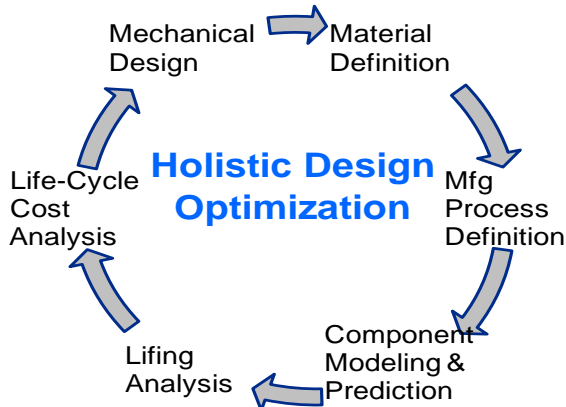 Mechanical
Design
Material
Definition
Mfg
Process
Definition
Component
Modeling &
Prediction
Lifing
Analysis
Life-Cycle
Cost
Analysis
Holistic Design
Optimization